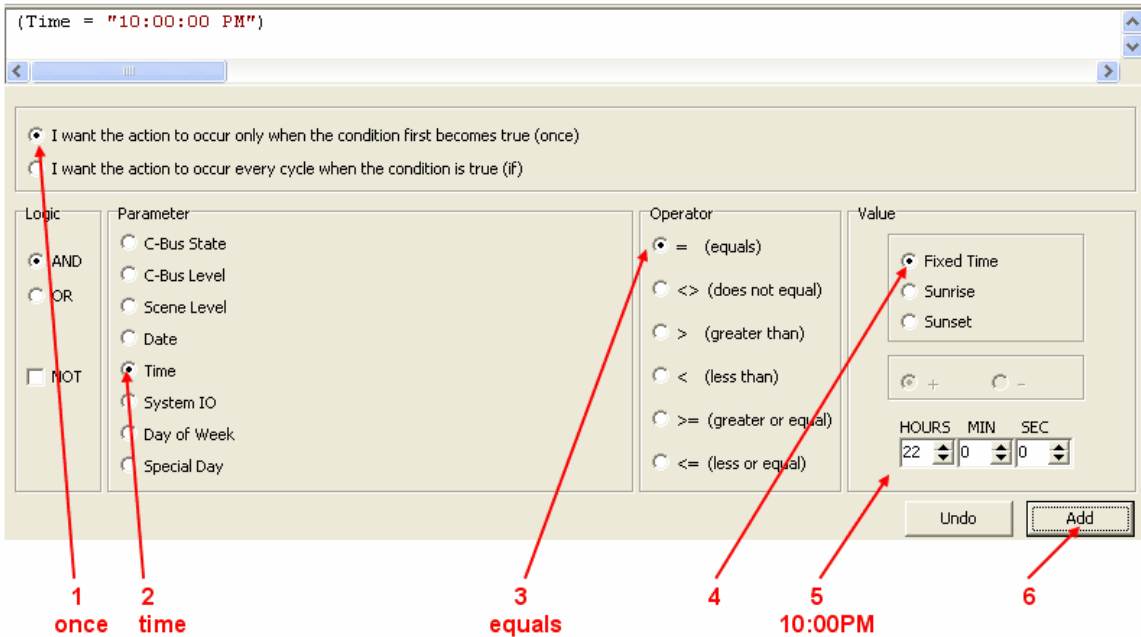 (Time = "10:00:00 PM")
I want the action to occur only when the condition first becomes true (once)
I want the action to occur every cycle when the condition is true (if)
Logic
AND
OR
NOT
Parameter
C-Bus State
C-Bus Level
Scene Level
Date
Time
System IO
Day of Week
Special Day
Operator
= (equals)
<> (does not equal)
> (greater than)
< (less than)
>= (greater or equal)
<= (less or equal)
Value
Fixed Time
Sunrise
Sunset
+ -
HOURS MIN SEC
22 0 0
Undo Add
1 2 3 4 5 6
once time equals 10:00PM